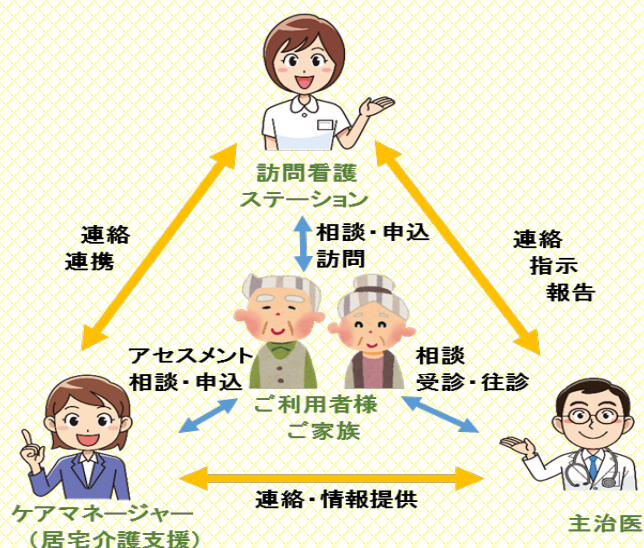 訪問看護
ステーション
相談・申込
訪問
連絡
連携
連絡
指示
報告
アセスメント
相談・申込
相談
受診・往診
ご利用者様
ご家族
連絡・情報提供
ケアマネージャー
（居宅介護支援）
主治医